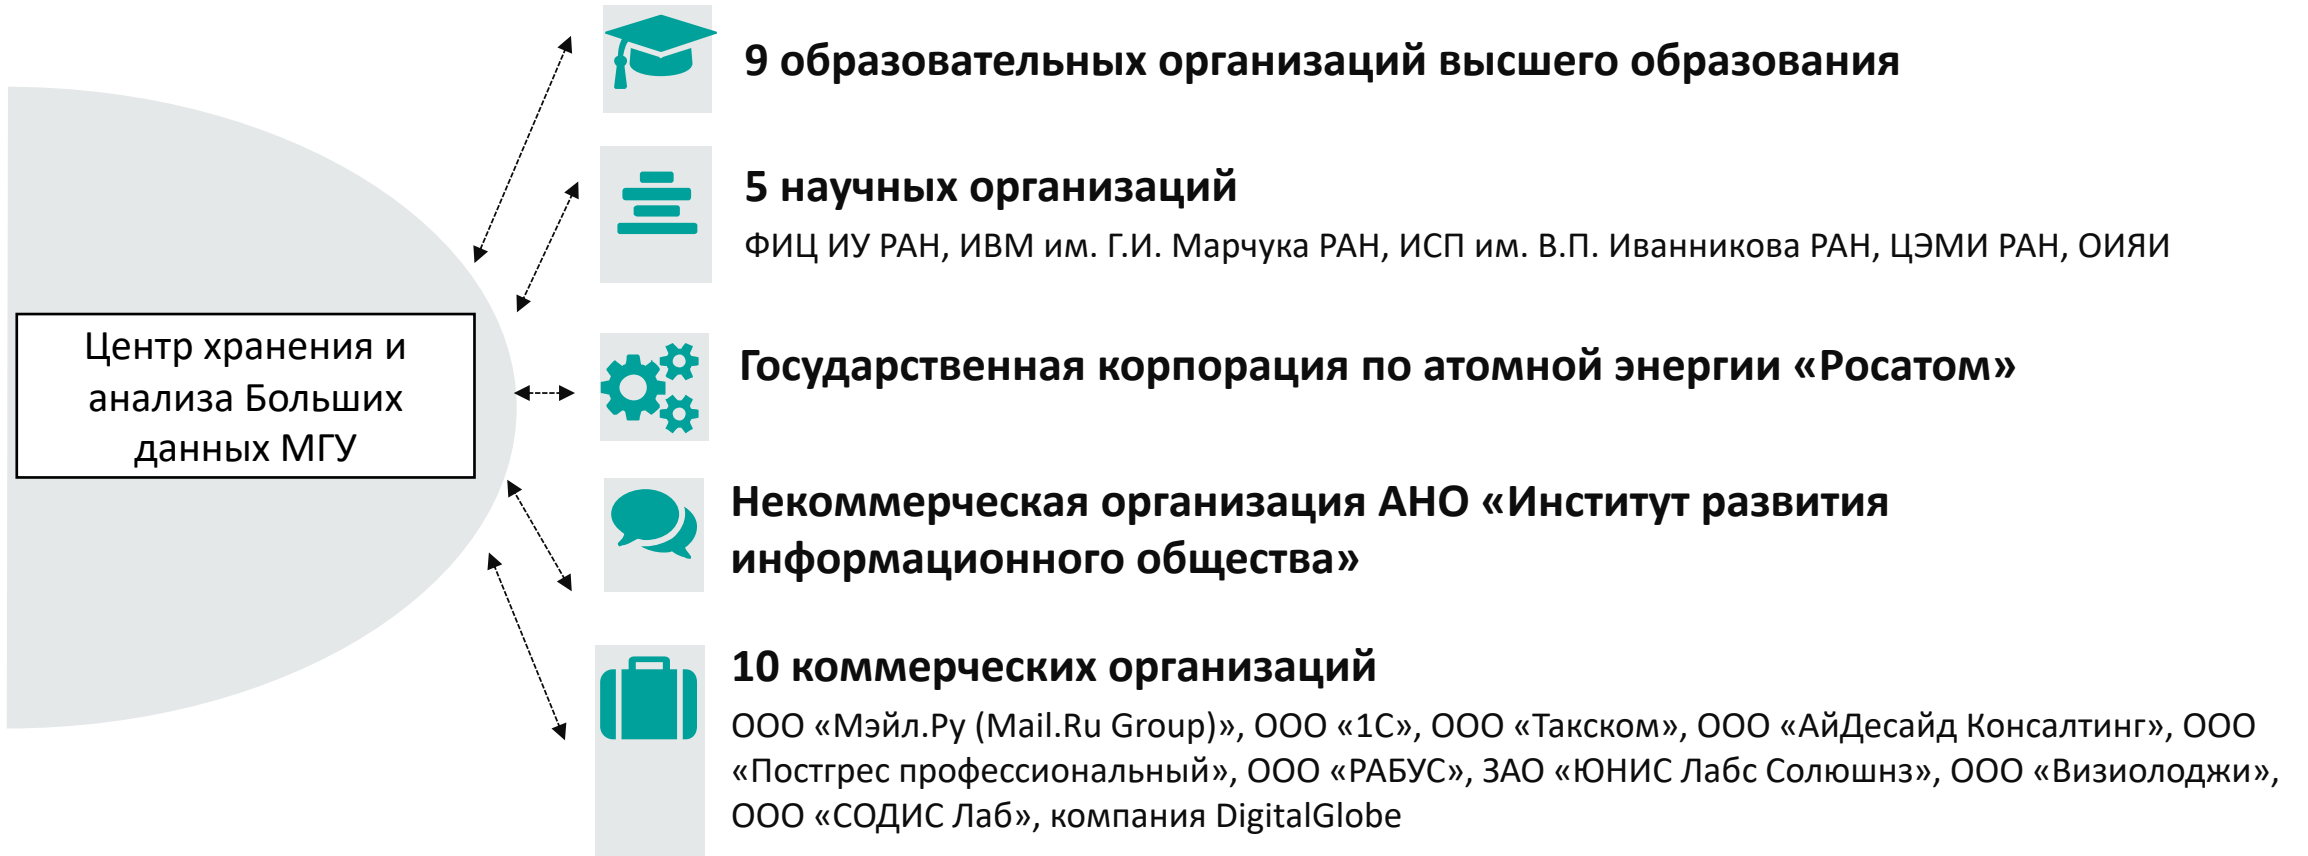 9 образовательных организаций высшего образования
5 научных организаций
ФИЦ ИУ РАН, ИВМ им. Г.И. Марчука РАН, ИСП им. В.П. Иванникова РАН, ЦЭМИ РАН, ОИЯИ
Центр хранения и
анализа Больших
данных МГУ
Государственная корпорация по атомной энергии «Росатом»
Некоммерческая организация АНО «Институт развития
информационного общества»
10 коммерческих организаций
ООО «Мэйл.Ру (Mail.Ru Group)», ООО «1С», ООО «Такском», ООО «АйДесайд Консалтинг», ООО
«Постгрес профессиональный», ООО «РАБУС», ЗАО «ЮНИС Лабс Солюшнз», ООО «Визиолоджи»,
ООО «СОДИС Лаб», компания DigitalGlobe